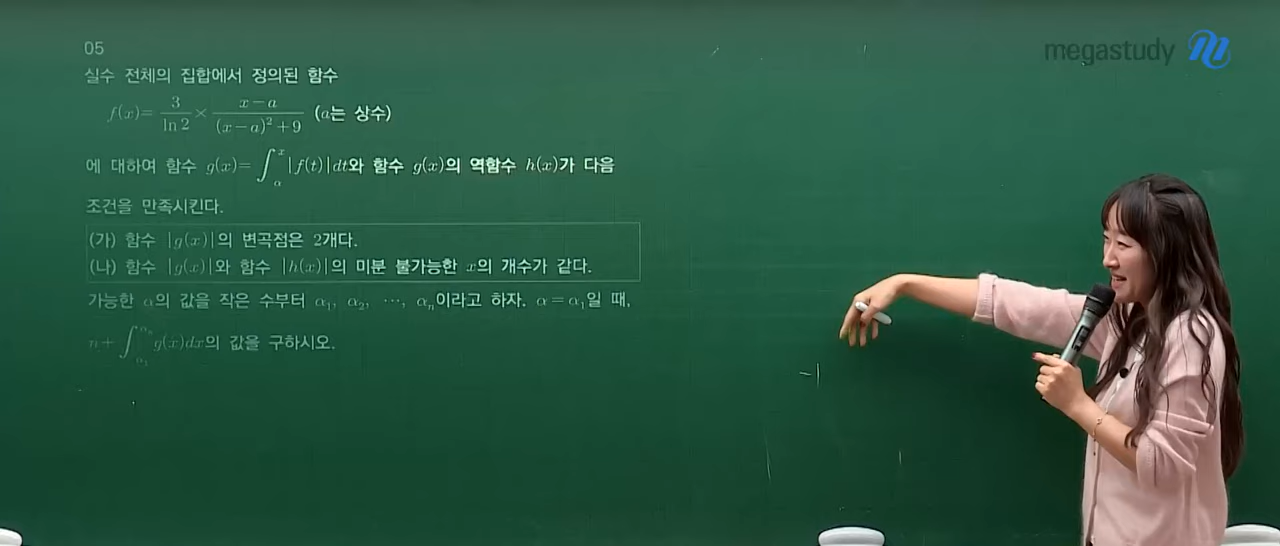 05
megastudy
실수 전체의 집합에서 정의된 함수
f(x)= 3/ln 2 × (x-a)/((x-a)²+9) (a는 상수)
에 대하여 함수 g(x)=∫_α^x |f(t)|dt와 함수 g(x)의 역함수 h(x)가 다음
조건을 만족시킨다.
(가) 함수 |g(x)|의 변곡점은 2개다.
(나) 함수 |g(x)|와 함수 |h(x)|의 미분 불가능한 x의 개수가 같다.
가능한 α의 값을 작은 수부터 α₁, α₂, ⋯, αₙ이라고 하자. α=α₁일 때,
n+∫_{α₁}^{αₙ} g(x)dx의 값을 구하시오.